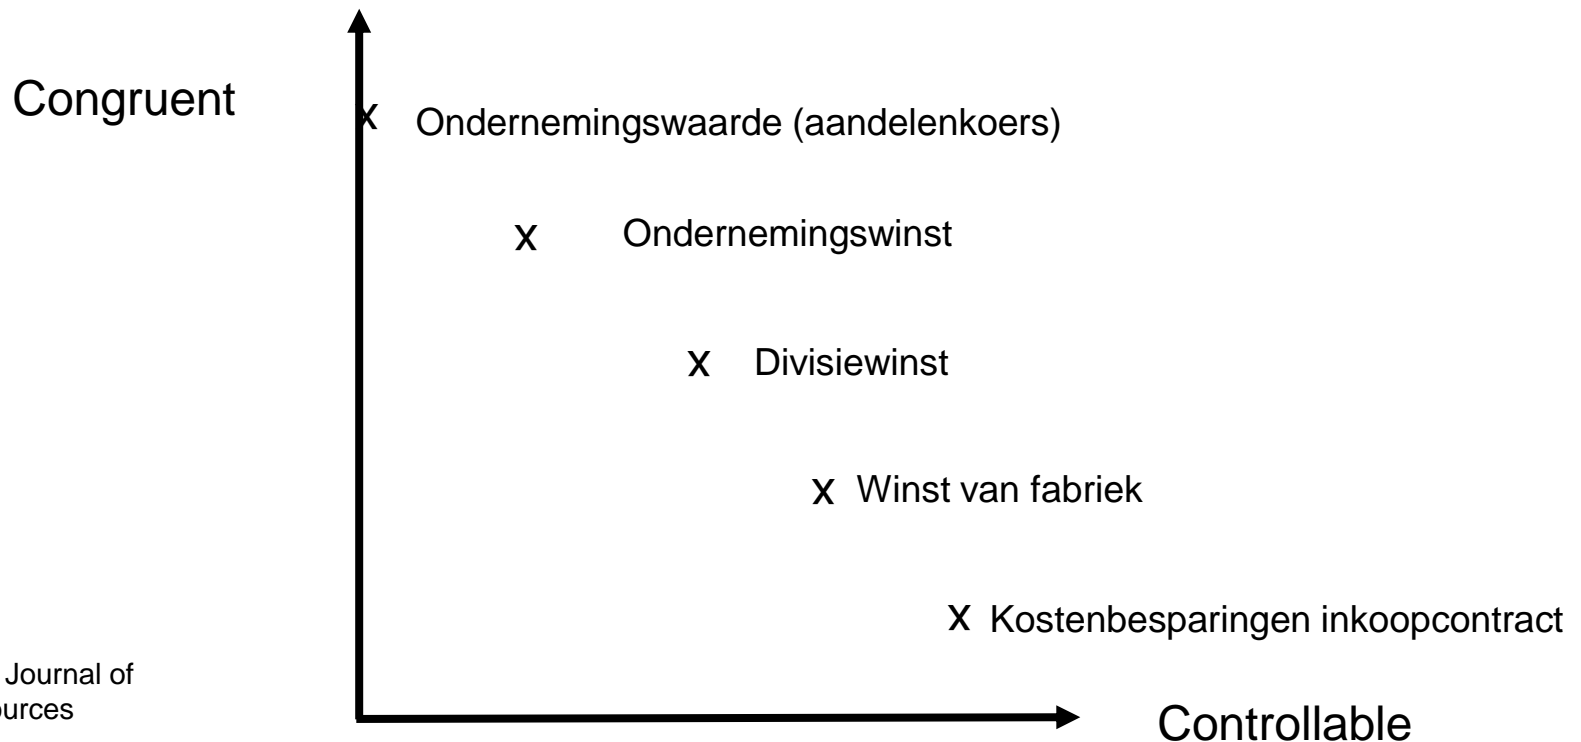 Congruent
x Ondernemingswaarde (aandelenkoers)
x Ondernemingswinst
x Divisiewinst
x Winst van fabriek
x Kostenbesparingen inkoopcontract
Journal of
Controllable